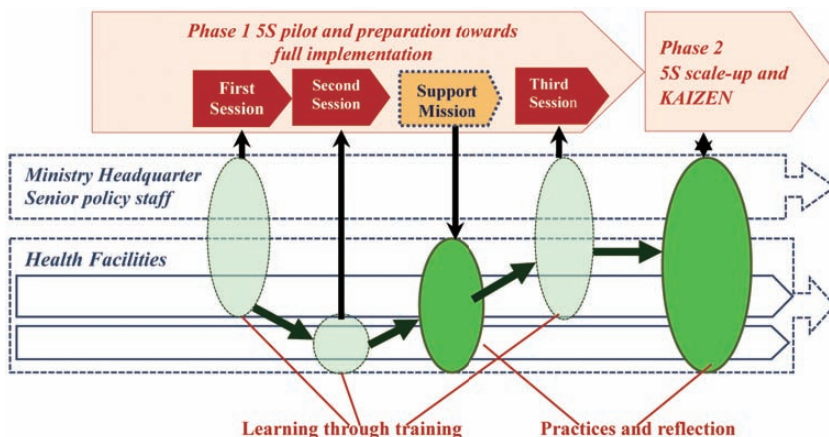 Phase 1 5S pilot and preparation towards
full implementation
Phase 2
5S scale-up and
KAIZEN
First
Session
Second
Session
Support
Mission
Third
Session
Ministry Headquarter
Senior policy staff
Health Facilities
Learning through training
Practices and reflection